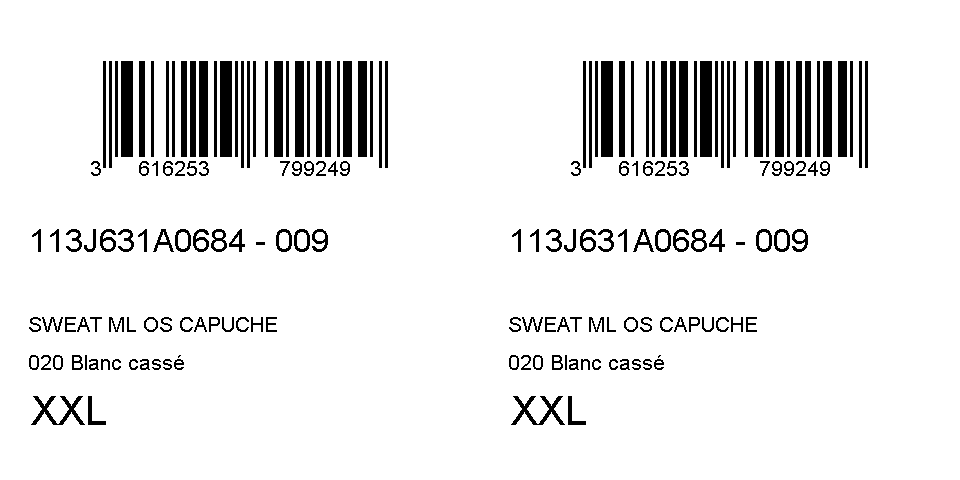 3 616253 799249
113J631A0684 - 009
SWEAT ML OS CAPUCHE
020 Blanc cassé
XXL
3 616253 799249
113J631A0684 - 009
SWEAT ML OS CAPUCHE
020 Blanc cassé
XXL